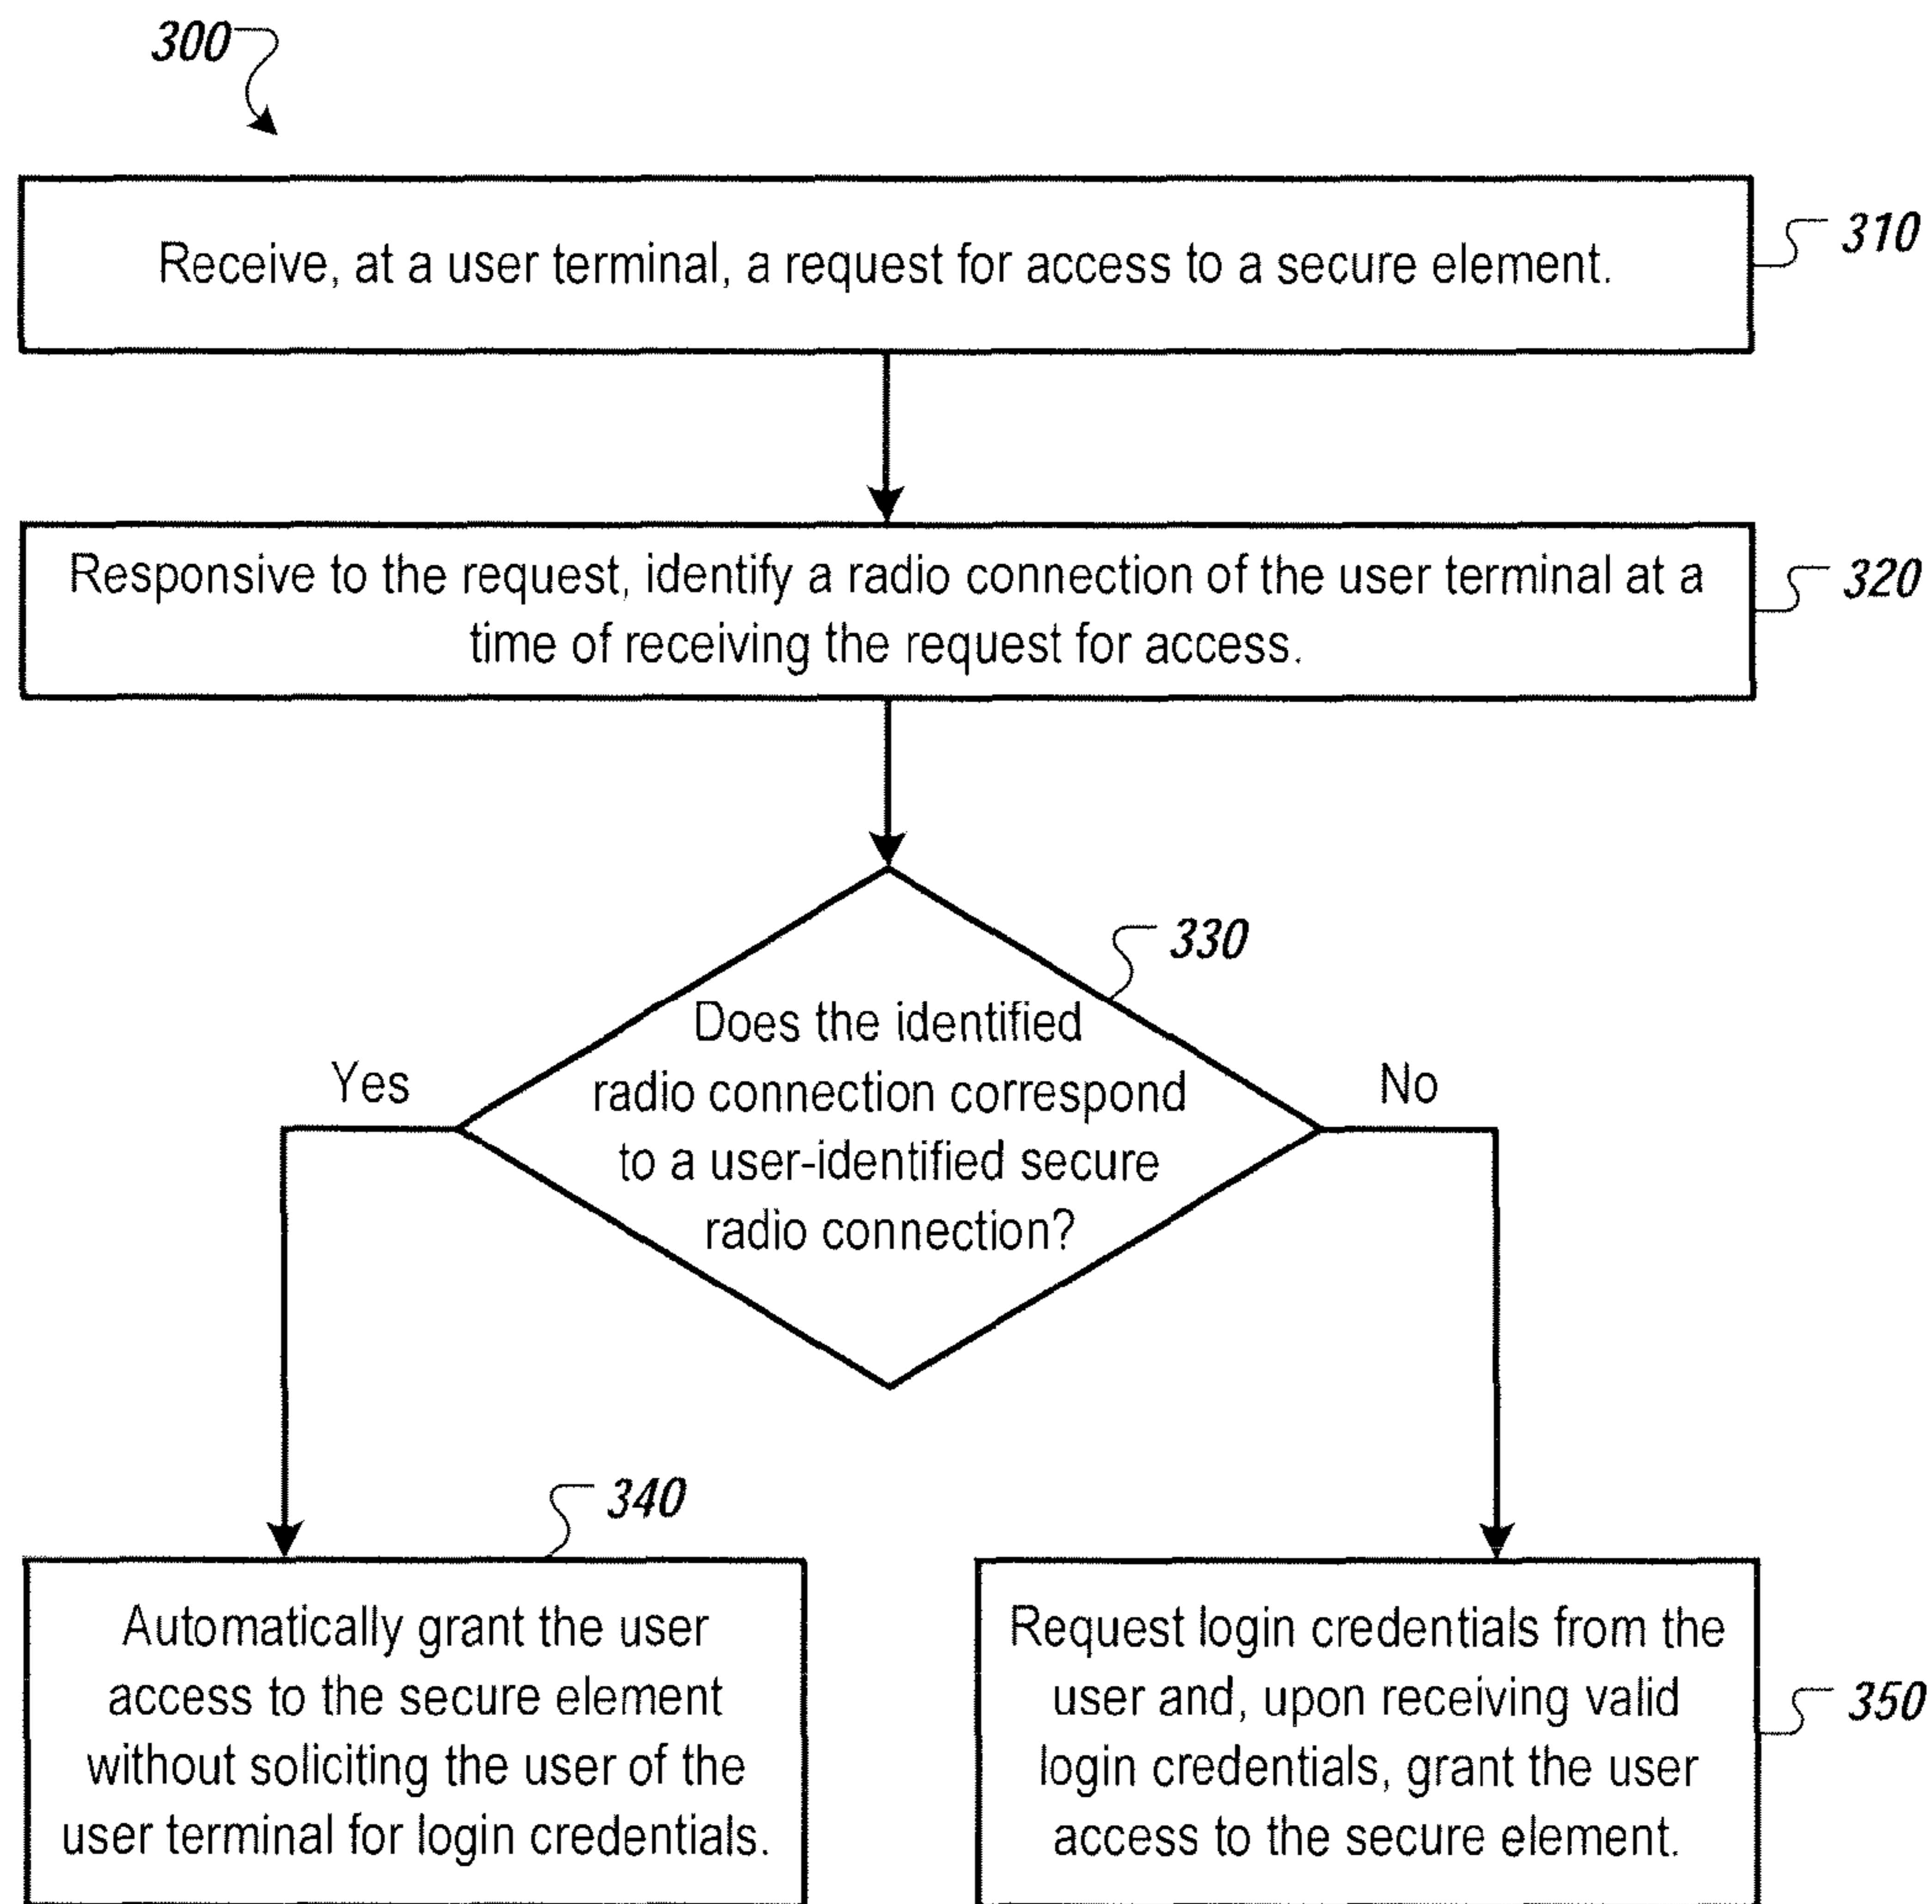 300
Receive, at a user terminal, a request for access to a secure element.
310
Responsive to the request, identify a radio connection of the user terminal at a
time of receiving the request for access.
320
330
Does the identified
radio connection correspond
to a user-identified secure
radio connection?
Yes
No
340
Automatically grant the user
access to the secure element
without soliciting the user of the
user terminal for login credentials.
Request login credentials from the
user and, upon receiving valid
login credentials, grant the user
access to the secure element.
350